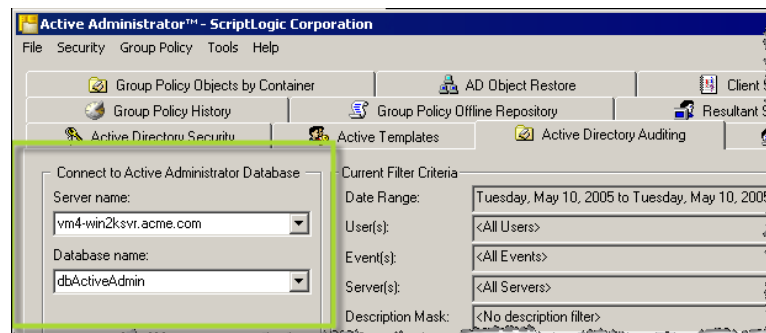 Active Administrator™ - ScriptLogic Corporation
File Security Group Policy Tools Help
Group Policy Objects by Container AD Object Restore Client
Group Policy History Group Policy Offline Repository Resultant
Active Directory Security Active Templates Active Directory Auditing
Connect to Active Administrator Database Current Filter Criteria
Server name: Date Range: Tuesday, May 10, 2005 to Tuesday, May 10, 2005
vm4-win2ksvr.acme.com User(s): <All Users>
Database name: Event(s): <All Events>
dbActiveAdmin Server(s): <All Servers>
Description Mask: <No description filter>